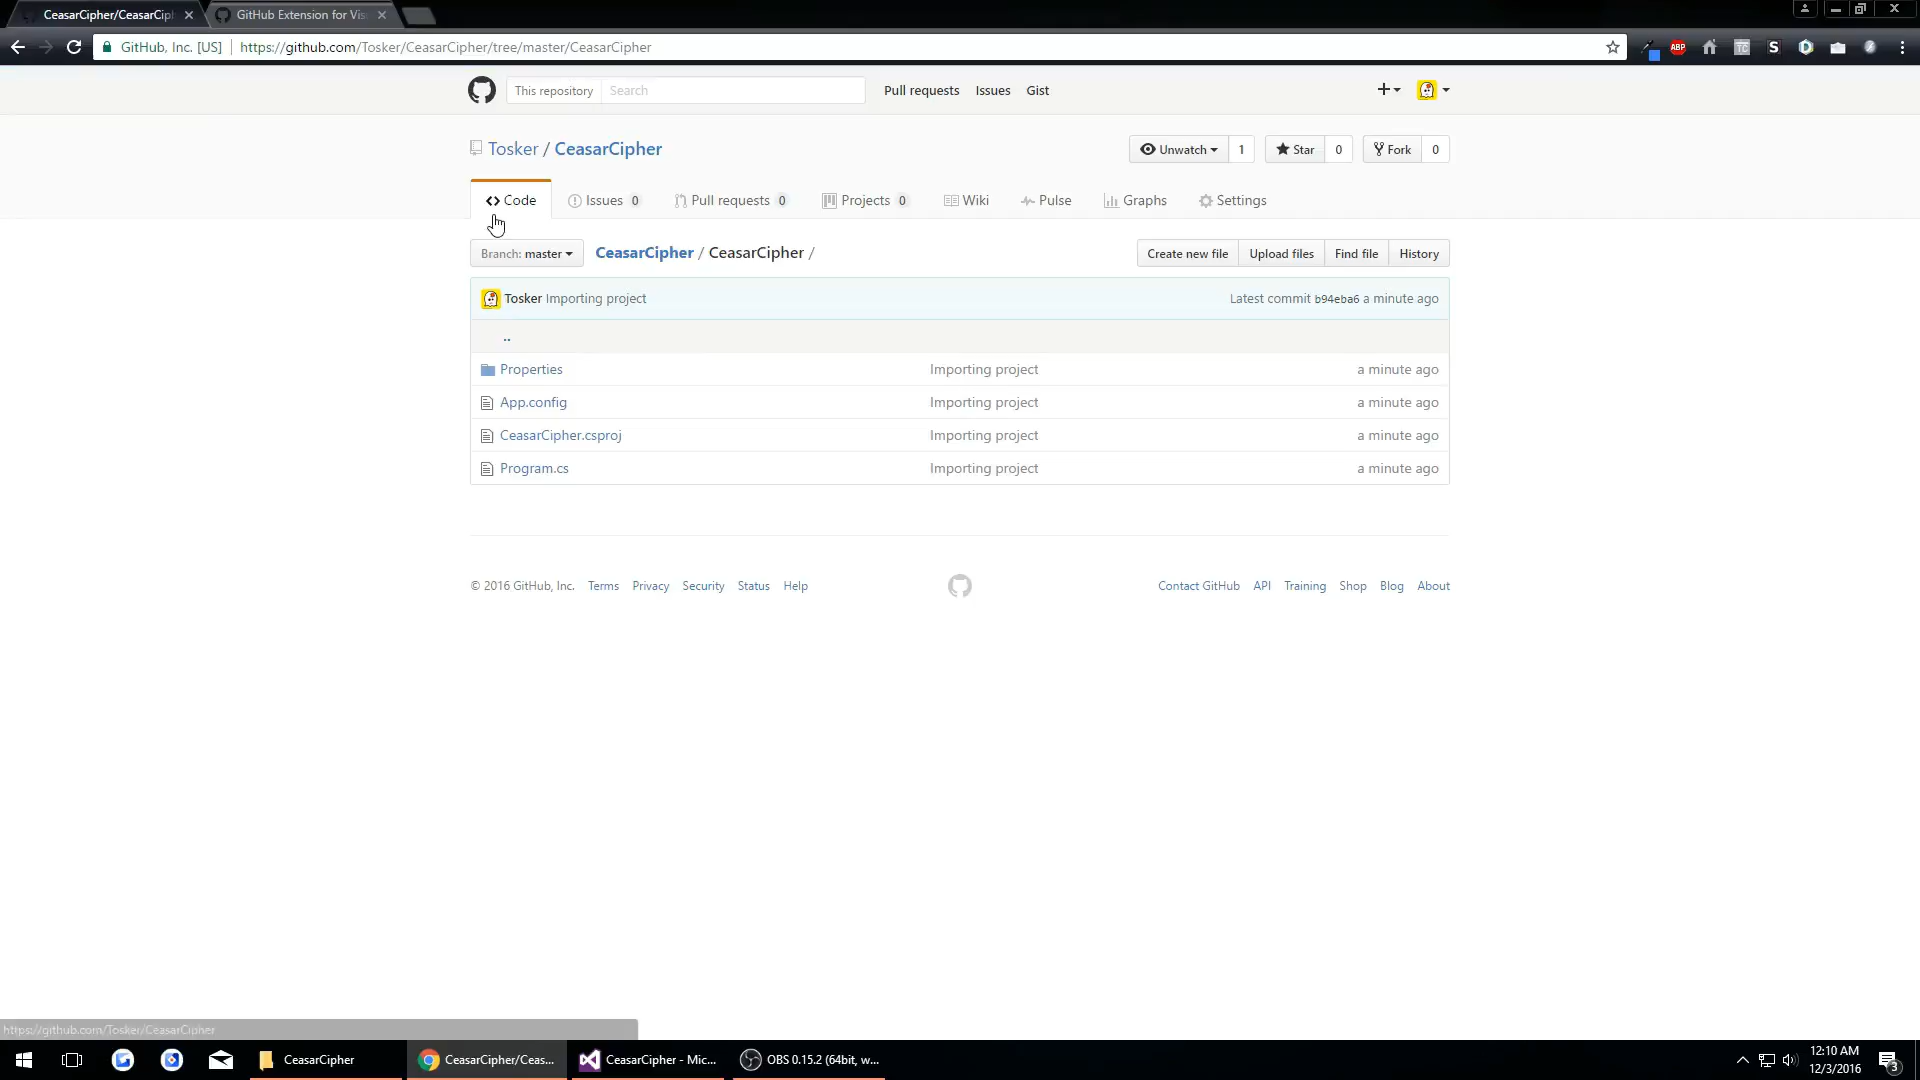 CeasarCipher/CeasarCip
GitHub Extension for Vis
GitHub, Inc. [US]
https://github.com/Tosker/CeasarCipher/tree/master/CeasarCipher
ABP
TC
S
This repository
Search
Pull requests
Issues
Gist
Tosker / CeasarCipher
Unwatch 1
Star 0
Fork 0
Code
Issues 0
Pull requests 0
Projects 0
Wiki
Pulse
Graphs
Settings
Branch: master
CeasarCipher / CeasarCipher /
Create new file
Upload files
Find file
History
Tosker Importing project
Latest commit b94eba6 a minute ago
..
Properties Importing project a minute ago
App.config Importing project a minute ago
CeasarCipher.csproj Importing project a minute ago
Program.cs Importing project a minute ago
© 2016 GitHub, Inc. Terms Privacy Security Status Help
Contact GitHub API Training Shop Blog About
https://github.com/Tosker/CeasarCipher
CeasarCipher
CeasarCipher/Ceas...
CeasarCipher - Mic...
OBS 0.15.2 (64bit, w...
12:10 AM
12/3/2016
3